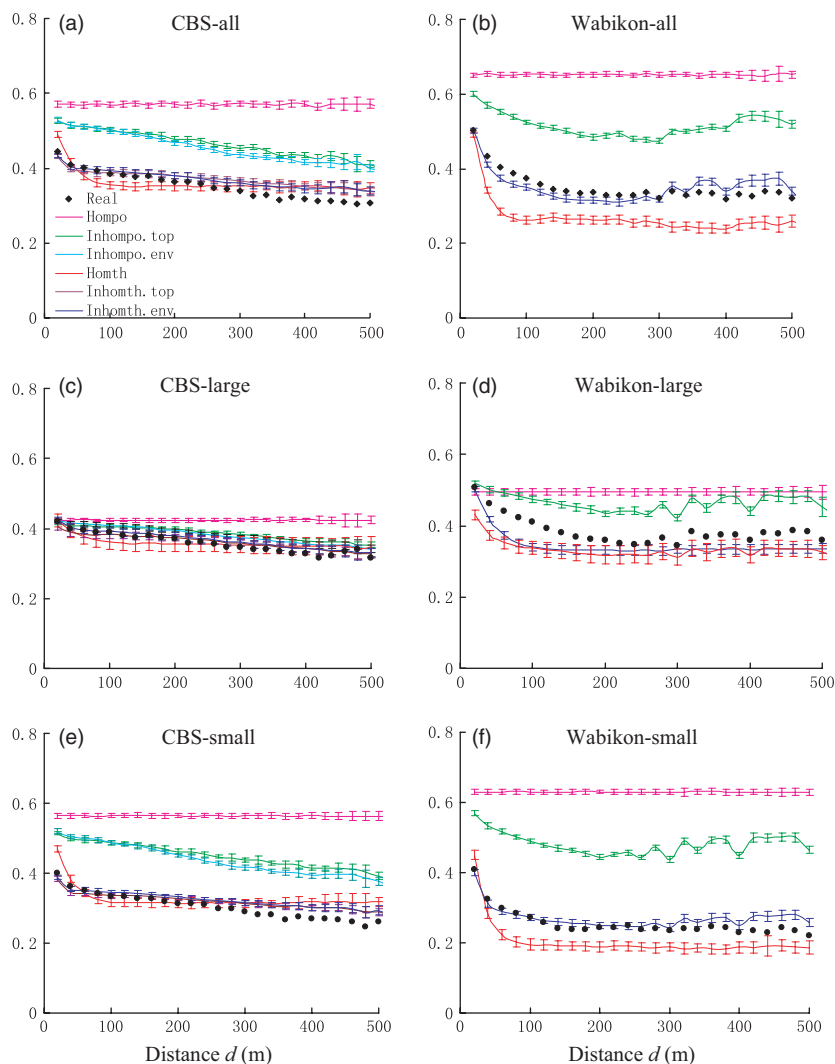 (a) CBS-all
0. 8
0. 6
0. 4
0. 2
0
Real
Hompo
Inhompo. top
Inhompo. env
Homth
Inhomth. top
Inhomth. env
0 100 200 300 400 500
(b) Wabikon-all
0. 8
0. 6
0. 4
0. 2
0
0 100 200 300 400 500
(c) CBS-large
0. 8
0. 6
0. 4
0. 2
0
0 100 200 300 400 500
(d) Wabikon-large
0. 8
0. 6
0. 4
0. 2
0
0 100 200 300 400 500
(e) CBS-small
0. 8
0. 6
0. 4
0. 2
0
0 100 200 300 400 500
Distance d (m)
(f) Wabikon-small
0. 8
0. 6
0. 4
0. 2
0
0 100 200 300 400 500
Distance d (m)